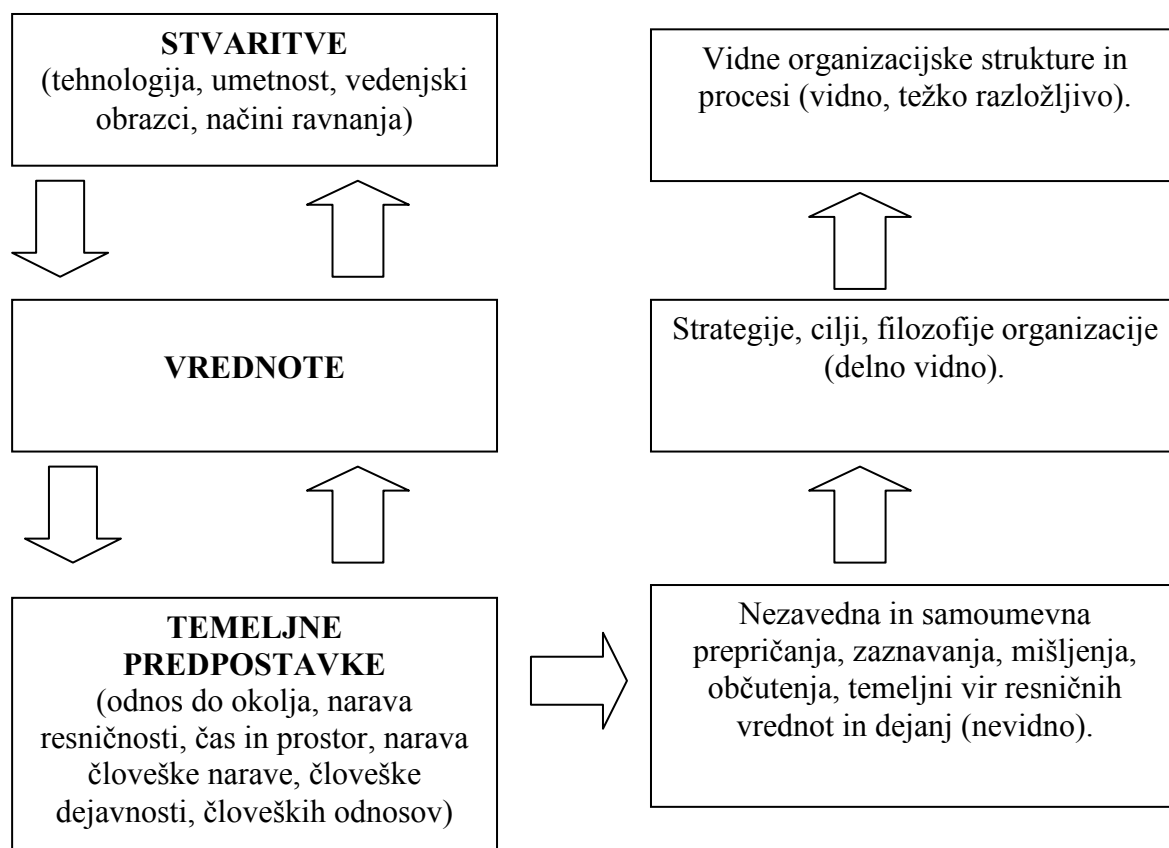 STVARITVE
(tehnologija, umetnost, vedenjski
obrazci, načini ravnanja)
Vidne organizacijske strukture in
procesi (vidno, težko razložljivo).
VREDNOTE
Strategije, cilji, filozofije organizacije
(delno vidno).
TEMELJNE
PREDPOSTAVKE
(odnos do okolja, narava
resničnosti, čas in prostor, narava
človeške narave, človeške
dejavnosti, človeških odnosov)
Nezavedna in samoumevna
prepričanja, zaznavanja, mišljenja,
občutenja, temeljni vir resničnih
vrednot in dejanj (nevidno).